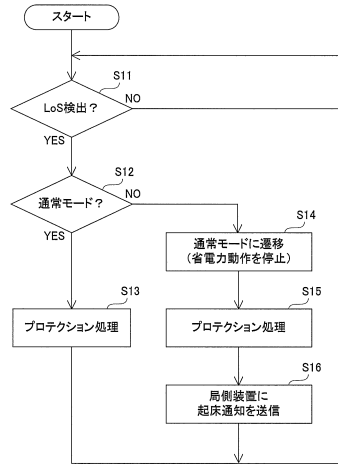 スタート
S11
LoS検出？
NO
YES
S12
通常モード？
NO
YES
S14
通常モードに遷移
(省電力動作を停止)
S13
プロテクション処理
S15
プロテクション処理
S16
局側装置に
起床通知を送信